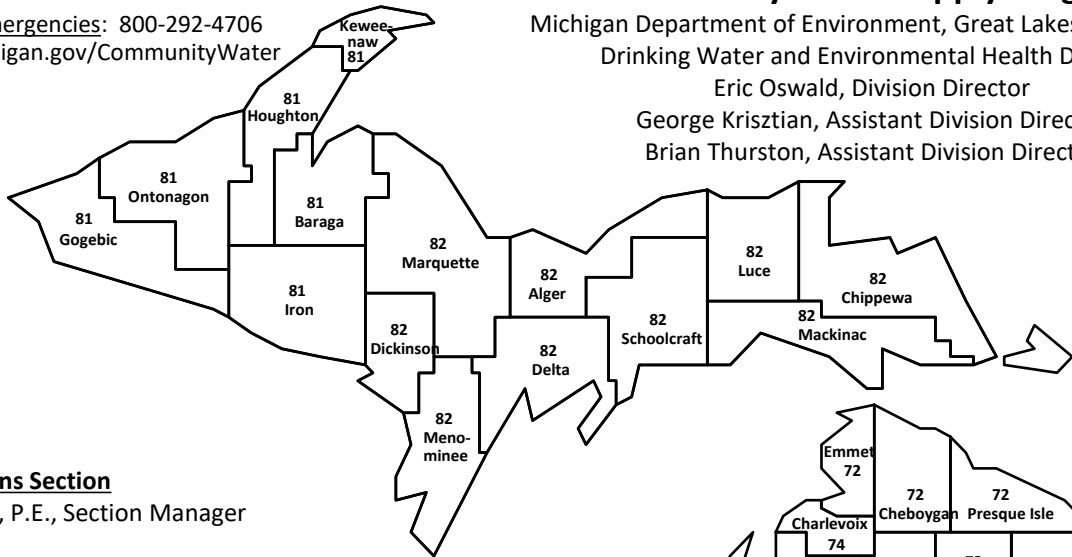 ergencies: 800-292-4706
igan.gov/CommunityWater
Michigan Department of Environment, Great Lakes
Drinking Water and Environmental Health D
Eric Oswald, Division Director
George Krisztian, Assistant Division Direc
Brian Thurston, Assistant Division Direct
Kewee-
naw
81
81
Houghton
81
Ontonagon
81
Baraga
81
Gogebic
82
Marquette
82
Alger
82
Luce
82
Chippewa
81
Iron
82
Dickinson
82
Delta
82
Schoolcraft
82
Mackinac
82
Meno-
minee
ns Section
, P.E., Section Manager
Emmet
72
72
Cheboygan
72
Presque Isle
Charlevoix
74